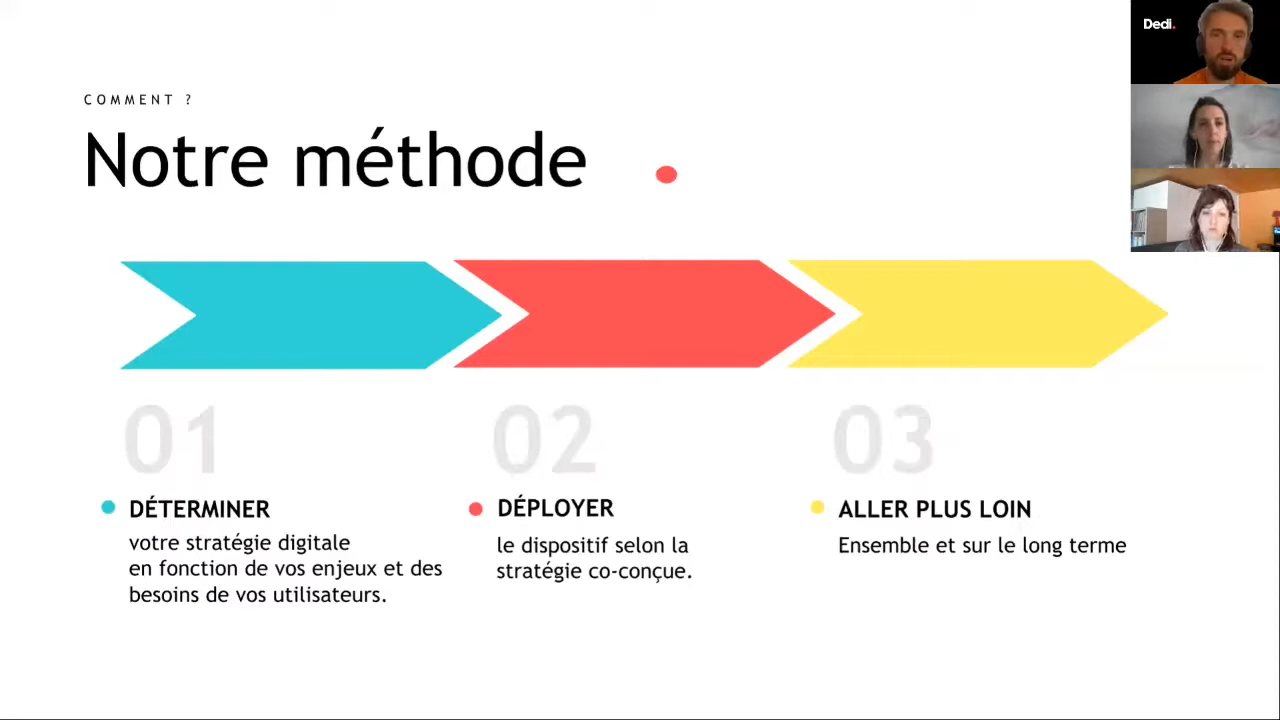 Dedi.
COMMENT ?
Notre méthode
01
DÉTERMINER
votre stratégie digitale
en fonction de vos enjeux et des
besoins de vos utilisateurs.
02
DÉPLOYER
le dispositif selon la
stratégie co-conçue.
03
ALLER PLUS LOIN
Ensemble et sur le long terme